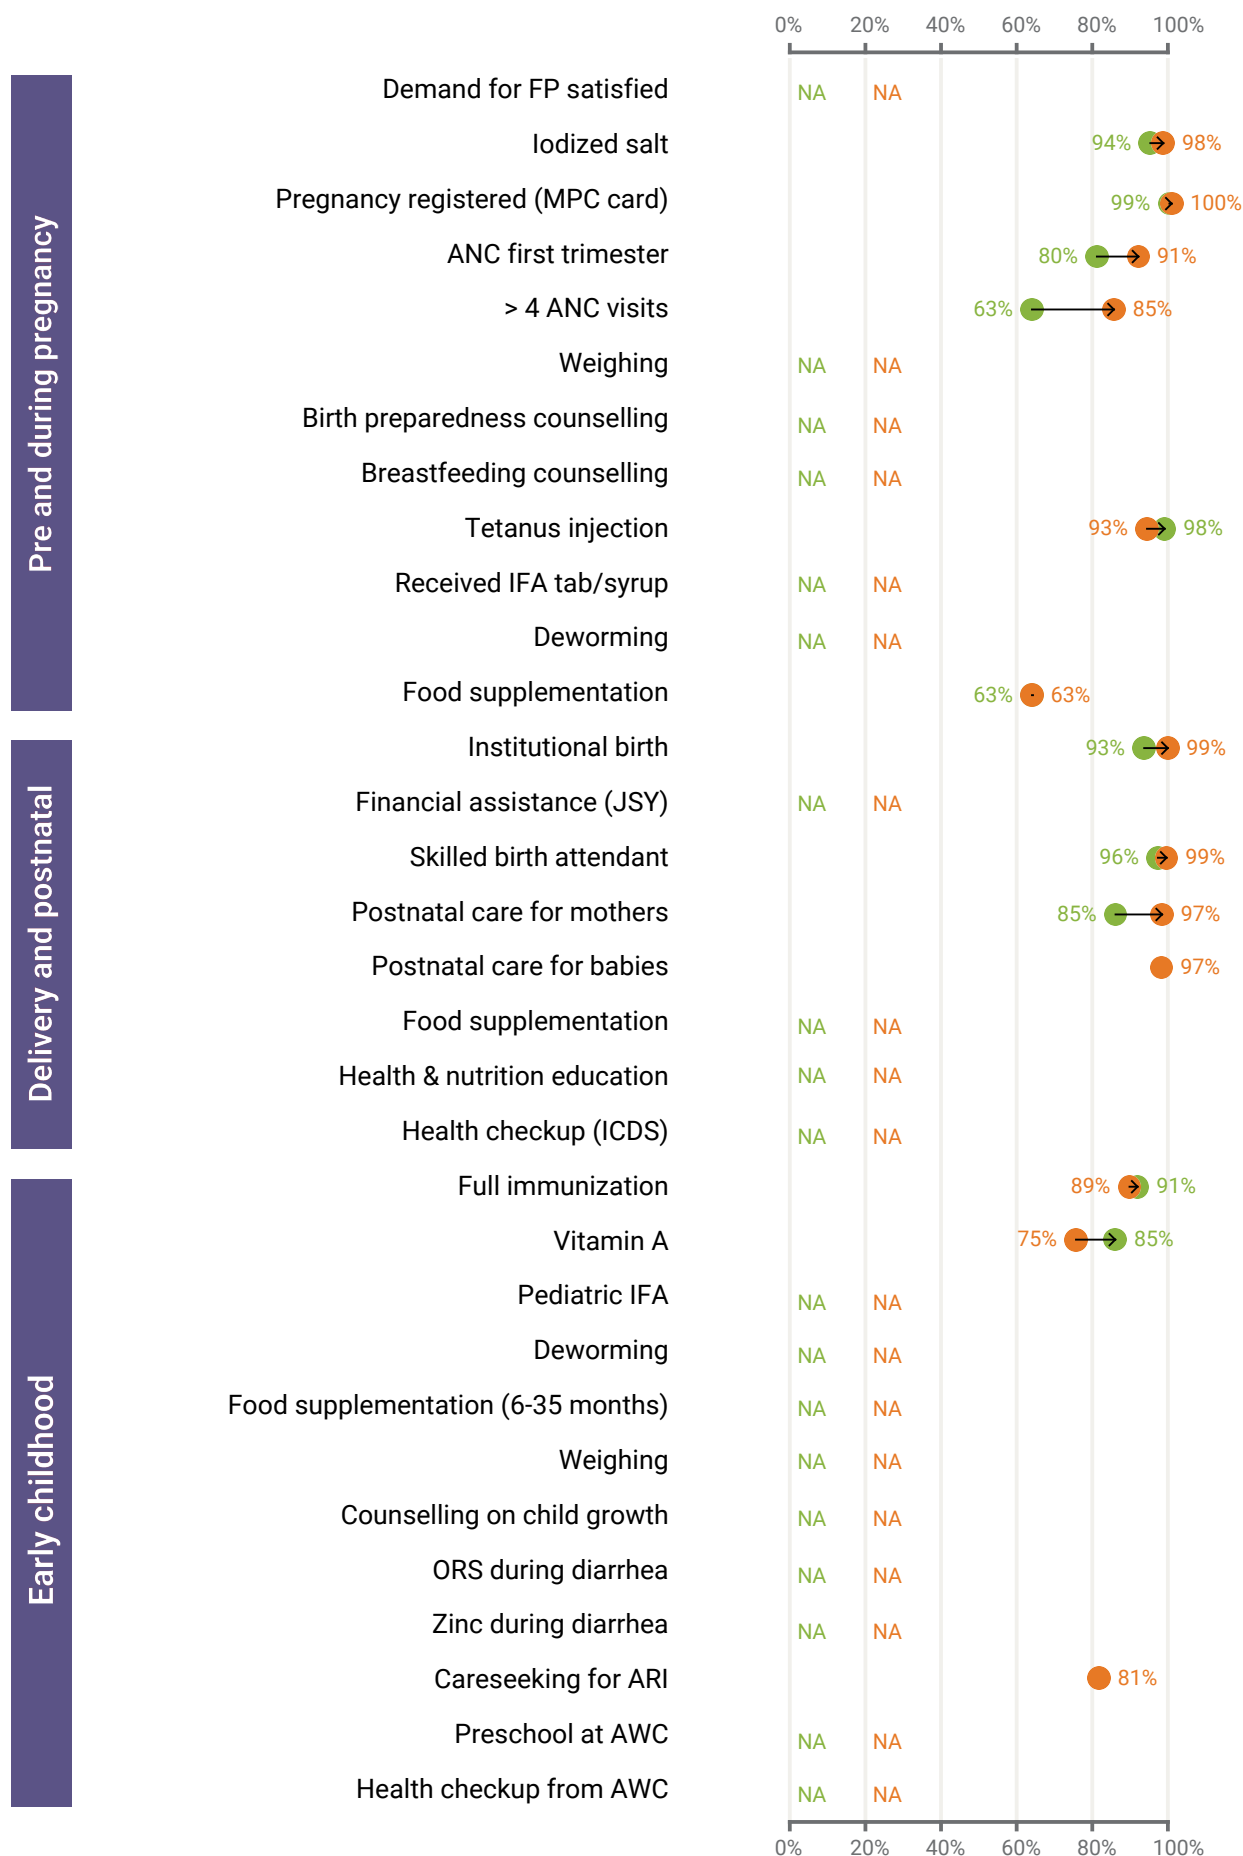 0% 20% 40% 60% 80% 100%
Pre and during pregnancy
Demand for FP satisfied NA NA
Iodized salt 94% 98%
Pregnancy registered (MPC card) 99% 100%
ANC first trimester 80% 91%
> 4 ANC visits 63% 85%
Weighing NA NA
Birth preparedness counselling NA NA
Breastfeeding counselling NA NA
Tetanus injection 93% 98%
Received IFA tab/syrup NA NA
Deworming NA NA
Food supplementation 63% 63%
Delivery and postnatal
Institutional birth 93% 99%
Financial assistance (JSY) NA NA
Skilled birth attendant 96% 99%
Postnatal care for mothers 85% 97%
Postnatal care for babies 97%
Food supplementation NA NA
Health & nutrition education NA NA
Health checkup (ICDS) NA NA
Early childhood
Full immunization 89% 91%
Vitamin A 75% 85%
Pediatric IFA NA NA
Deworming NA NA
Food supplementation (6-35 months) NA NA
Weighing NA NA
Counselling on child growth NA NA
ORS during diarrhea NA NA
Zinc during diarrhea NA NA
Careseeking for ARI 81%
Preschool at AWC NA NA
Health checkup from AWC NA NA
0% 20% 40% 60% 80% 100%